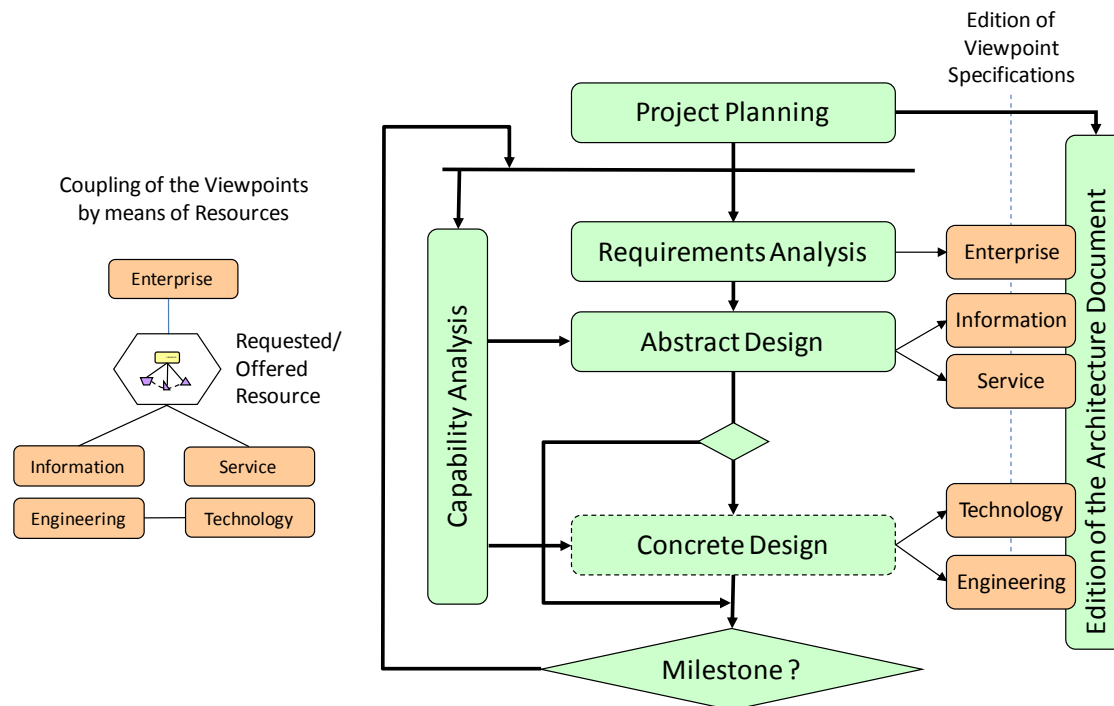 Edition of
Viewpoint
Specifications
Project Planning
Coupling of the Viewpoints
by means of Resources
Enterprise
Requested/
Offered
Resource
Information
Service
Engineering
Technology
Capability Analysis
Requirements Analysis
Abstract Design
Concrete Design
Milestone ?
Enterprise
Information
Service
Technology
Engineering
Edition of the Architecture Document